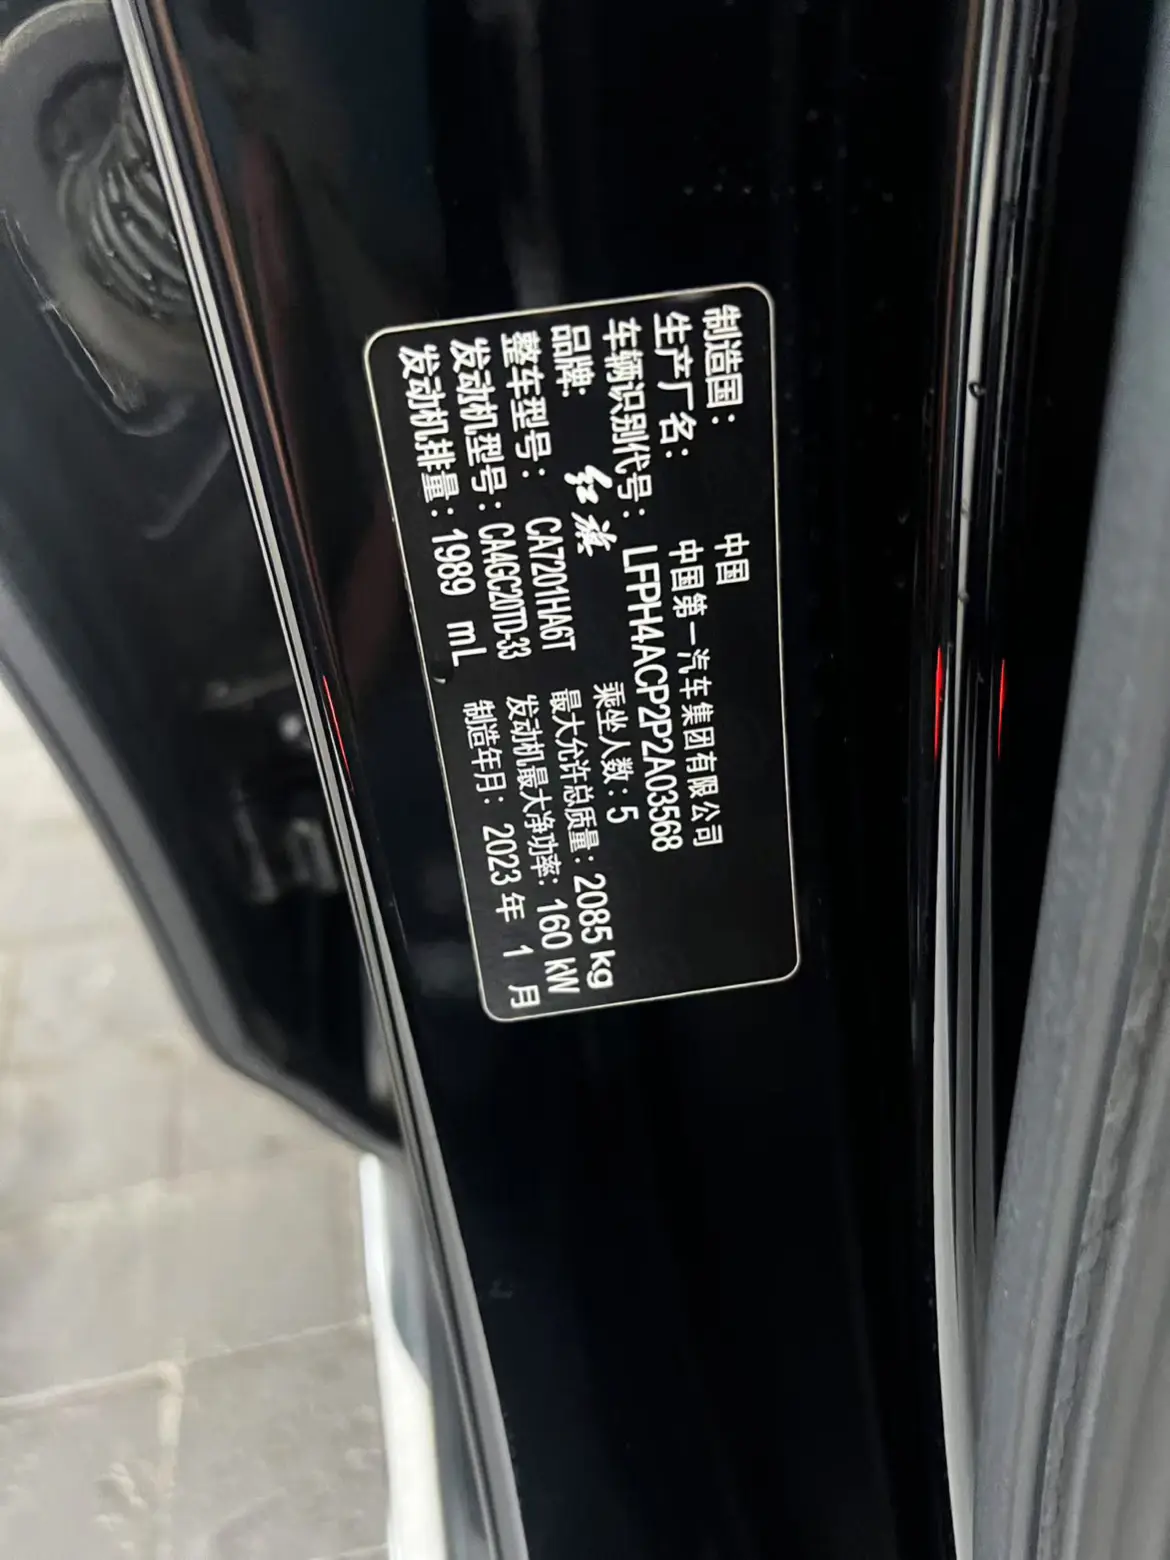 制造国： 中国
生产厂名： 中国第一汽车集团有限公司
车辆识别代号： LFPH4ACP2P2A03568
品牌： 红旗 乘坐人数：5
整车型号： CA7201HA6T 最大允许总质量：2085 kg
发动机型号：CA4GC20TD-33 发动机最大净功率：160 kW
发动机排量：1989 mL 制造年月：2023 年 1 月